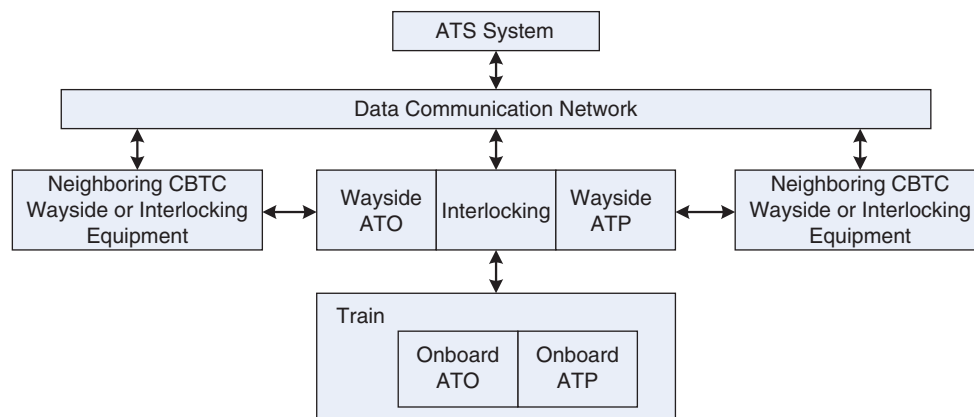 ATS System
Data Communication Network
Neighboring CBTC
Wayside or Interlocking
Equipment
Wayside
ATO
Interlocking
Wayside
ATP
Neighboring CBTC
Wayside or Interlocking
Equipment
Train
Onboard
ATO
Onboard
ATP